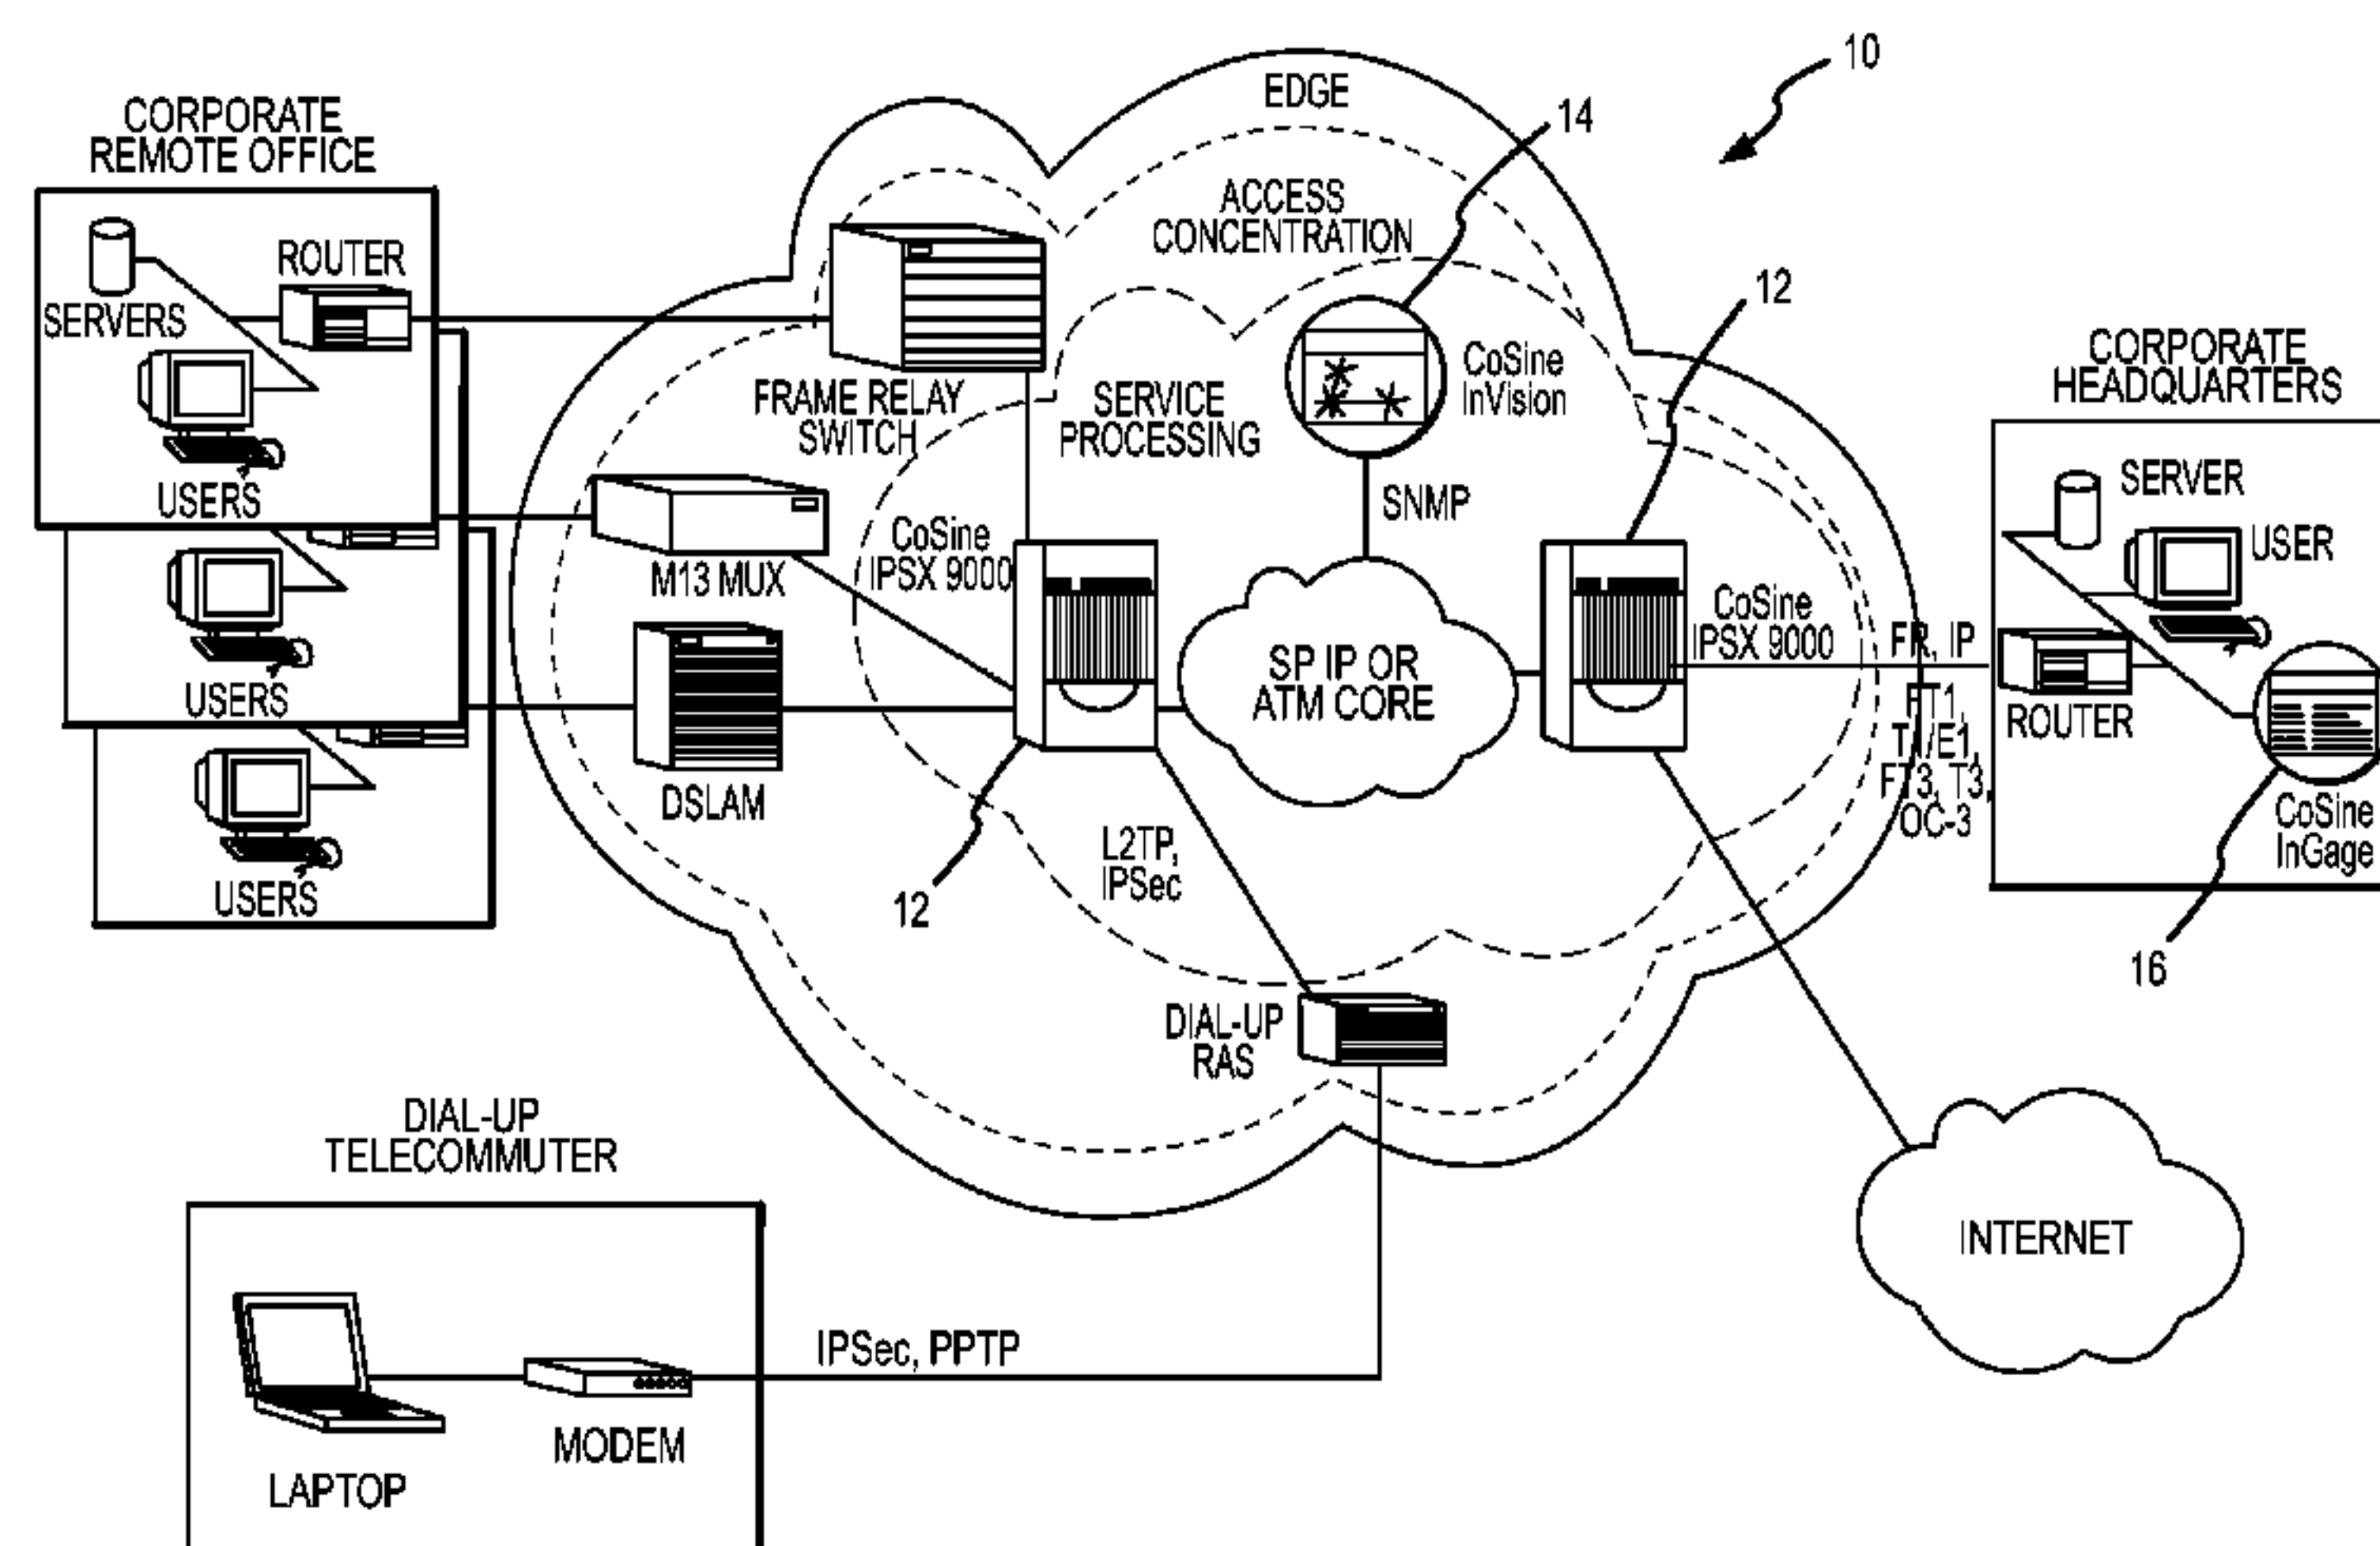 10
EDGE
14
CORPORATE
REMOTE OFFICE
ACCESS
CONCENTRATION
ROUTER
SERVERS
12
CoSine
InVision
CORPORATE
HEADQUARTERS
FRAME RELAY
SWITCH
SERVICE
PROCESSING
USERS
SERVER
SNMP
USER
CoSine
IPSX 9000
M13 MUX
CoSine
IPSX 9000
FR, IP
SP IP OR
ATM CORE
USERS
FT1,
T1/E1,
FT3, T3,
OC-3
ROUTER
DSLAM
CoSine
InGage
L2TP,
IPSec
USERS
12
16
DIAL-UP
RAS
DIAL-UP
TELECOMMUTER
INTERNET
IPSec, PPTP
MODEM
LAPTOP